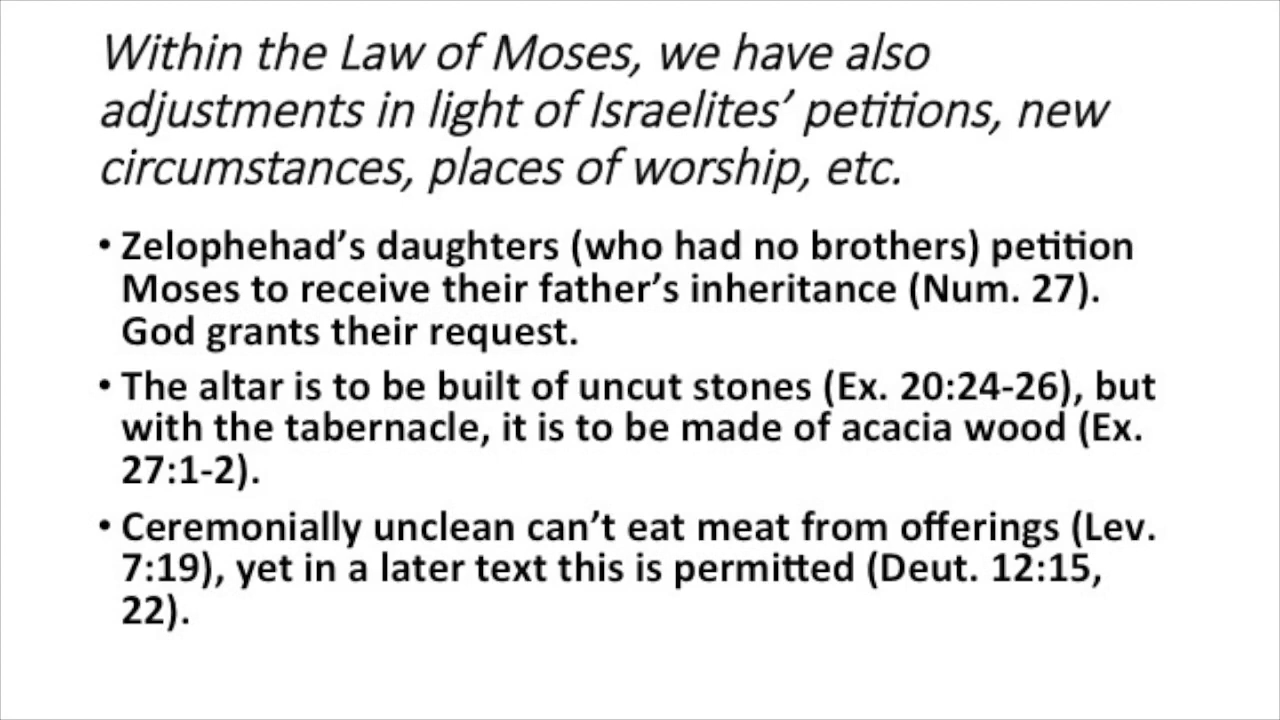 Within the Law of Moses, we have also
adjustments in light of Israelites’ petitions, new
circumstances, places of worship, etc.
• Zelophehad’s daughters (who had no brothers) petition
Moses to receive their father’s inheritance (Num. 27).
God grants their request.
• The altar is to be built of uncut stones (Ex. 20:24-26), but
with the tabernacle, it is to be made of acacia wood (Ex.
27:1-2).
• Ceremonially unclean can’t eat meat from offerings (Lev.
7:19), yet in a later text this is permitted (Deut. 12:15,
22).